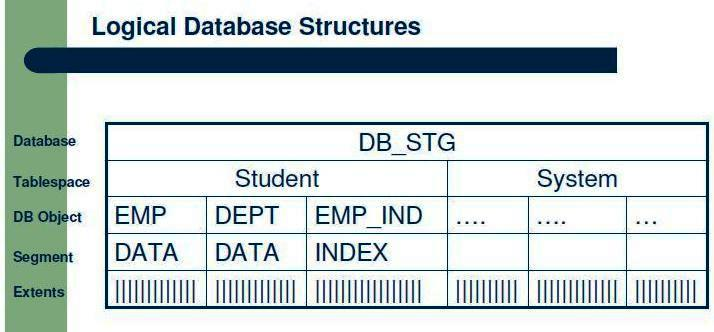 Logical Database Structures
Database DB_STG
Tablespace Student System
DB Object EMP DEPT EMP_IND .... .... ...
Segment DATA DATA INDEX
Extents ||||||||||||| ||||||||||||| ||||||||||||||||| |||||||||| ||||||||||||| ||||||||||